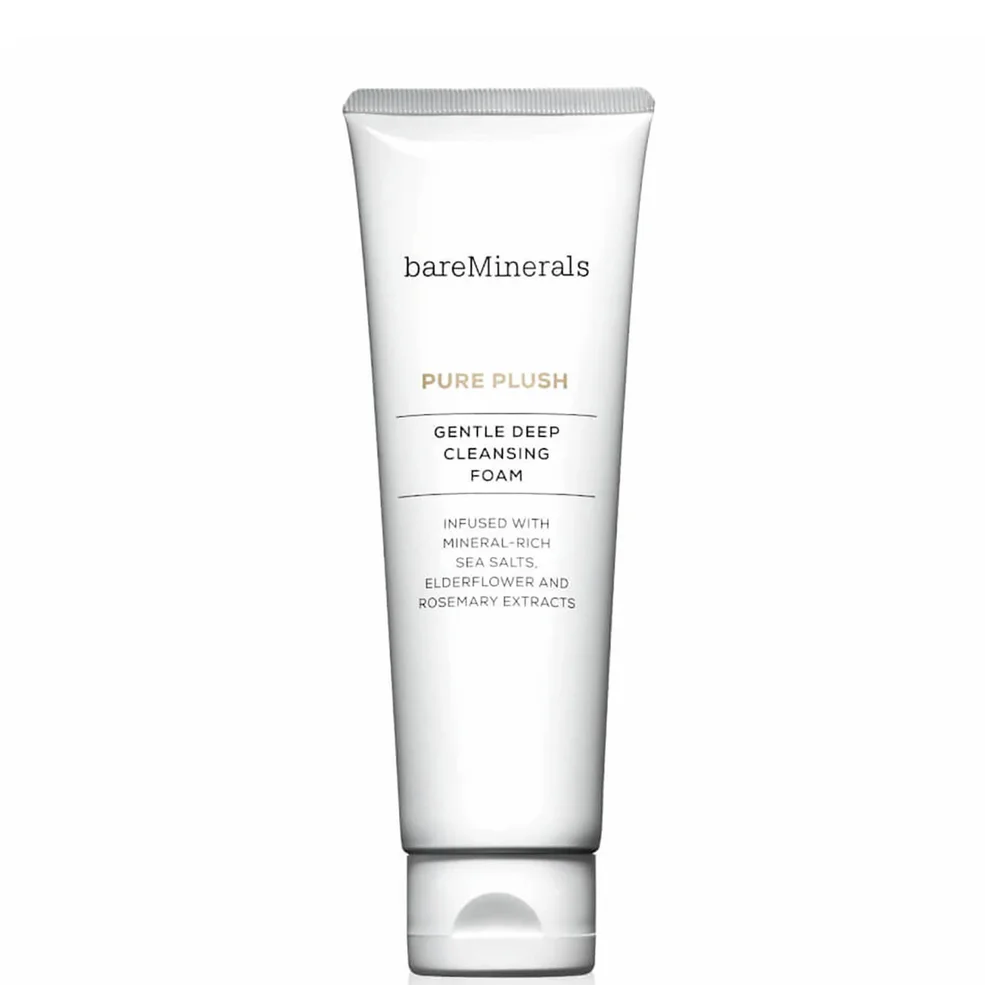 bareMinerals
PURE PLUSH
GENTLE DEEP
CLEANSING
FOAM
INFUSED WITH
MINERAL-RICH
SEA SALTS,
ELDERFLOWER AND
ROSEMARY EXTRACTS